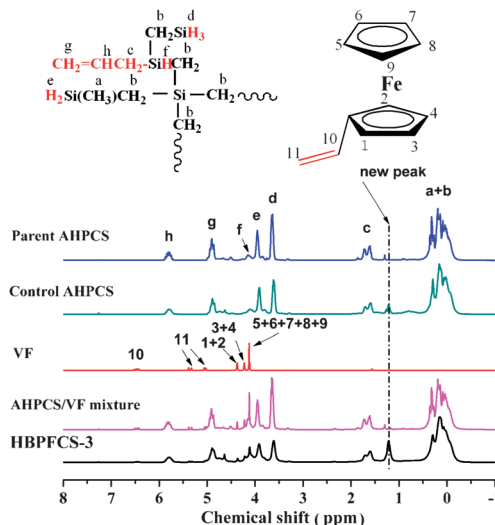 b d
CH₂SiH₃
g h c f b
CH₂=CHCH₂-SiHCH₂
e a b b
H₂Si(CH₃)CH₂ Si CH₂
b
CH₂
6 7
5 8
9
Fe
2
10 4
11 1 3
new peak
a+b
d
e
g f
h c
Parent AHPCS
Control AHPCS
5+6+7+8+9
3+4
11 1+2
10
VF
AHPCS/VF mixture
HBPFCS-3
8 7 6 5 4 3 2 1 0 -1
Chemical shift (ppm)